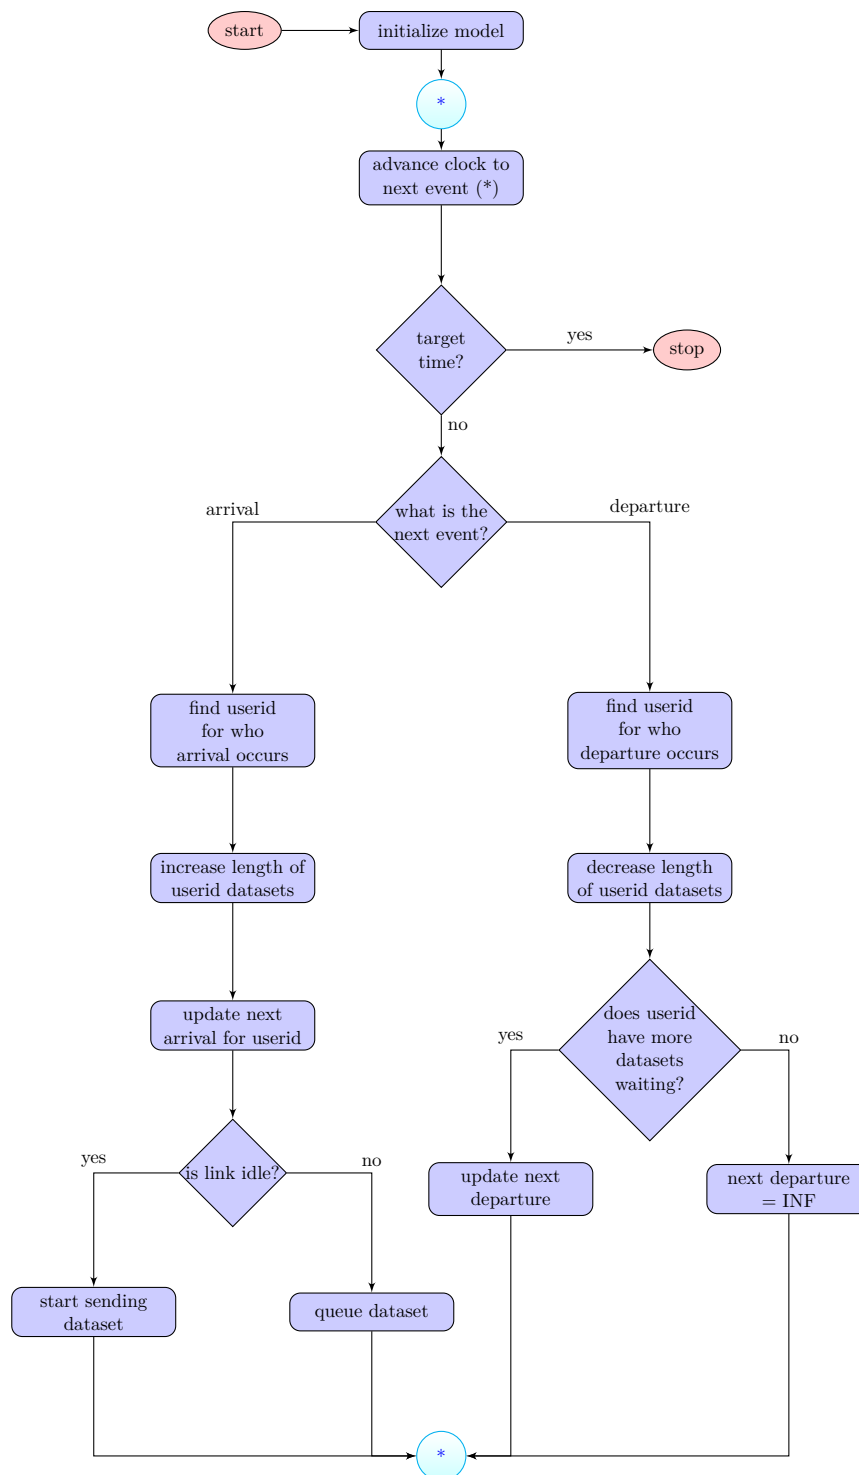 start
initialize model
*
advance clock to
next event (*)
target
time?
yes
stop
no
what is the
next event?
arrival
departure
find userid
for who
arrival occurs
find userid
for who
departure occurs
increase length of
userid datasets
decrease length
of userid datasets
update next
arrival for userid
does userid
have more
datasets
waiting?
yes
no
is link idle?
yes
no
update next
departure
next departure
= INF
start sending
dataset
queue dataset
*